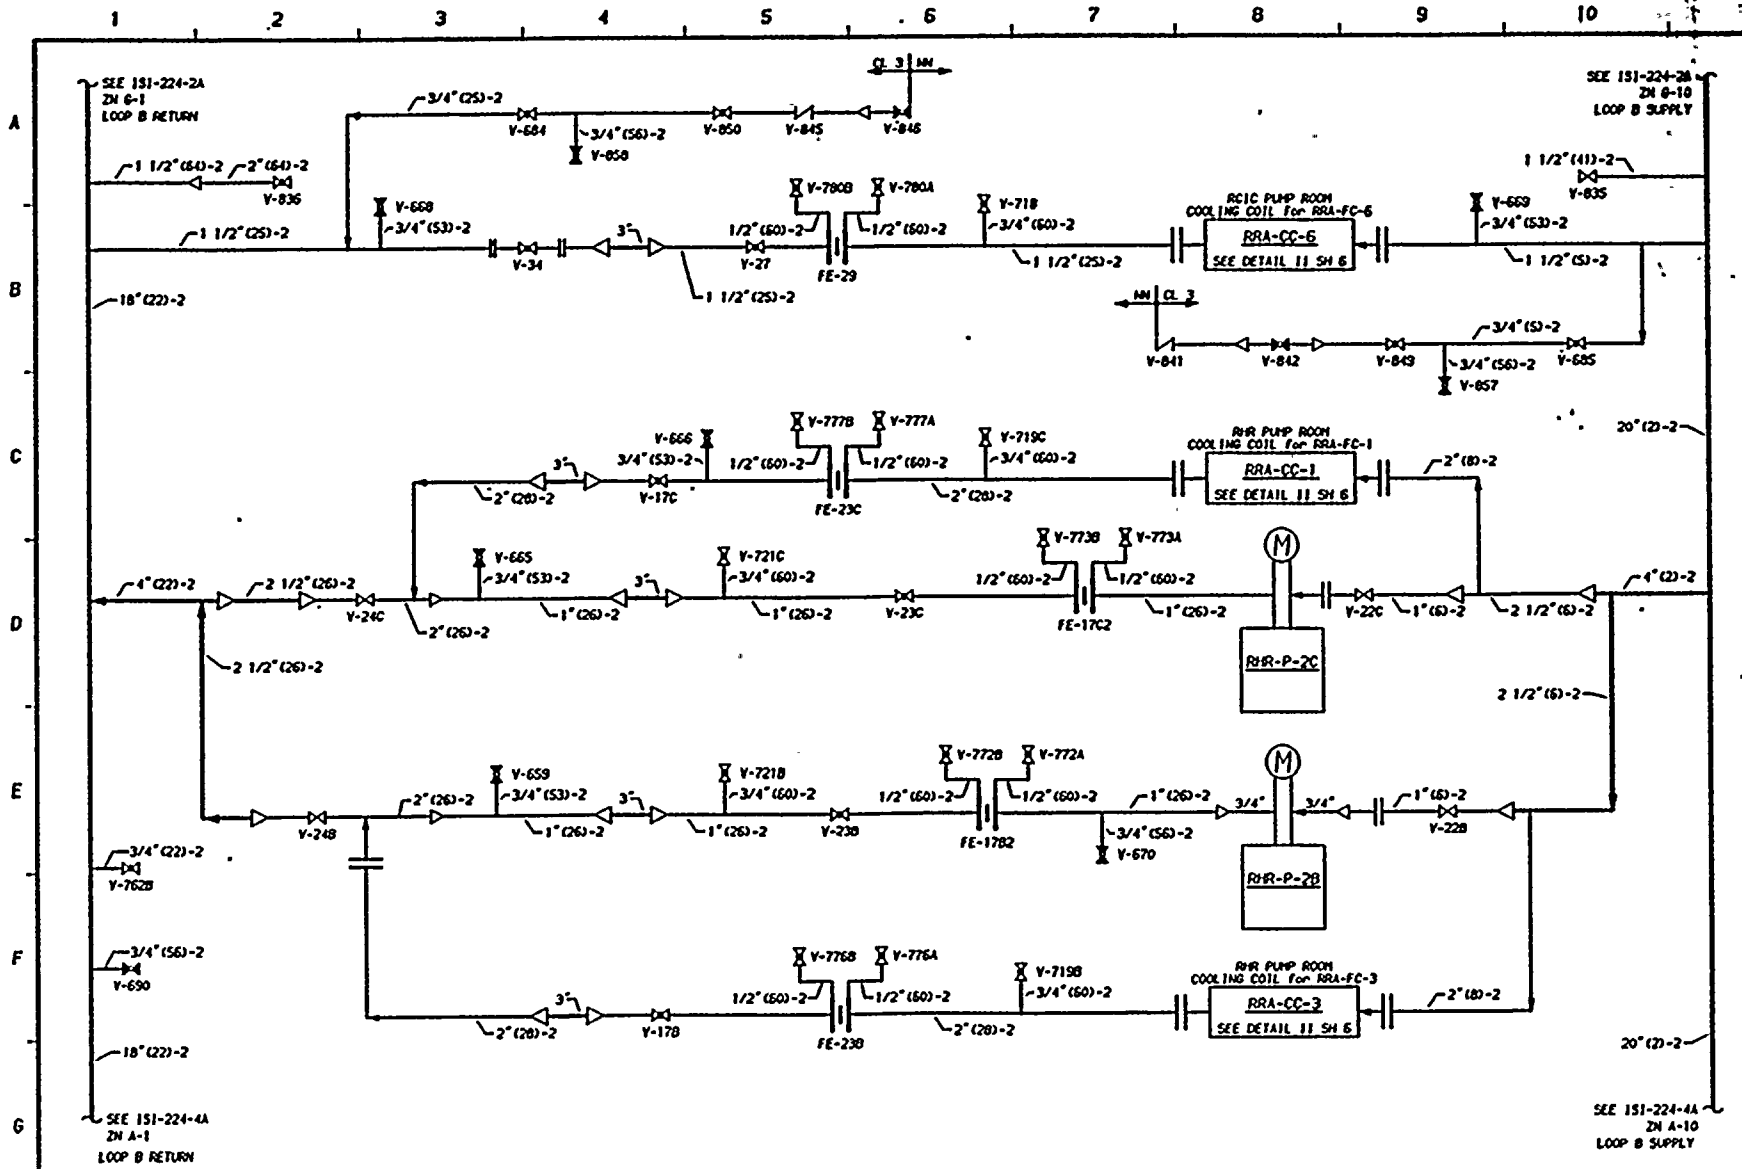 1 2 3 4 5 6 7 8 9 10
A
B
C
D
E
F
G
SEE ISI-224-2A
ZN G-1
LOOP B RETURN
CL 3 NN
SEE ISI-224-2A
ZN G-10
LOOP B SUPPLY
3/4"(25)-2
V-684
3/4"(56)-2
V-858
V-850
V-845
V-846
1 1/2"(64)-2
2"(64)-2
V-836
1 1/2"(41)-2
V-835
V-668
3/4"(53)-2
V-780B
V-780A
1/2"(60)-2
1/2"(60)-2
V-718
3/4"(60)-2
RCIC PUMP ROOM
COOLING COIL for RRA-FC-6
RRA-CC-6
SEE DETAIL 11 SH 6
V-669
3/4"(53)-2
1 1/2"(25)-2
V-34
3"
V-27
FE-29
1 1/2"(25)-2
1 1/2"(5)-2
1 1/2"(25)-2
18"(22)-2
NN CL 3
V-841
V-842
V-849
3/4"(5)-2
3/4"(56)-2
V-685
V-857
V-666
3/4"(53)-2
V-777B
V-777A
1/2"(60)-2
1/2"(60)-2
V-719C
3/4"(60)-2
RHR PUMP ROOM
COOLING COIL for RRA-FC-1
RRA-CC-1
SEE DETAIL 11 SH 6
20"(2)-2
2"(8)-2
3"
V-17C
2"(28)-2
FE-23C
2"(28)-2
V-665
3/4"(53)-2
V-721C
3/4"(60)-2
V-773B
V-773A
1/2"(60)-2
1/2"(60)-2
M
4"(22)-2
2 1/2"(26)-2
V-24C
2"(26)-2
1"(26)-2
3"
1"(26)-2
V-23C
FE-17C2
1"(26)-2
V-22C
1"(6)-2
2 1/2"(6)-2
4"(2)-2
RHR-P-2C
2 1/2"(26)-2
2 1/2"(6)-2
V-659
3/4"(53)-2
V-721B
3/4"(60)-2
V-772B
V-772A
1/2"(60)-2
1/2"(60)-2
M
V-24B
2"(26)-2
1"(26)-2
3"
1"(26)-2
V-23B
FE-17B2
1"(26)-2
3/4"(56)-2
V-670
3/4"
3/4"
1"(6)-2
V-22B
RHR-P-2B
3/4"(22)-2
V-762B
3/4"(56)-2
V-690
V-776B
V-776A
1/2"(60)-2
1/2"(60)-2
V-719B
3/4"(60)-2
RHR PUMP ROOM
COOLING COIL for RRA-FC-3
RRA-CC-3
SEE DETAIL 11 SH 6
2"(8)-2
3"
2"(28)-2
V-17B
FE-23B
2"(28)-2
18"(22)-2
20"(2)-2
SEE ISI-224-4A
ZN A-1
LOOP B RETURN
SEE ISI-224-4A
ZN A-10
LOOP B SUPPLY